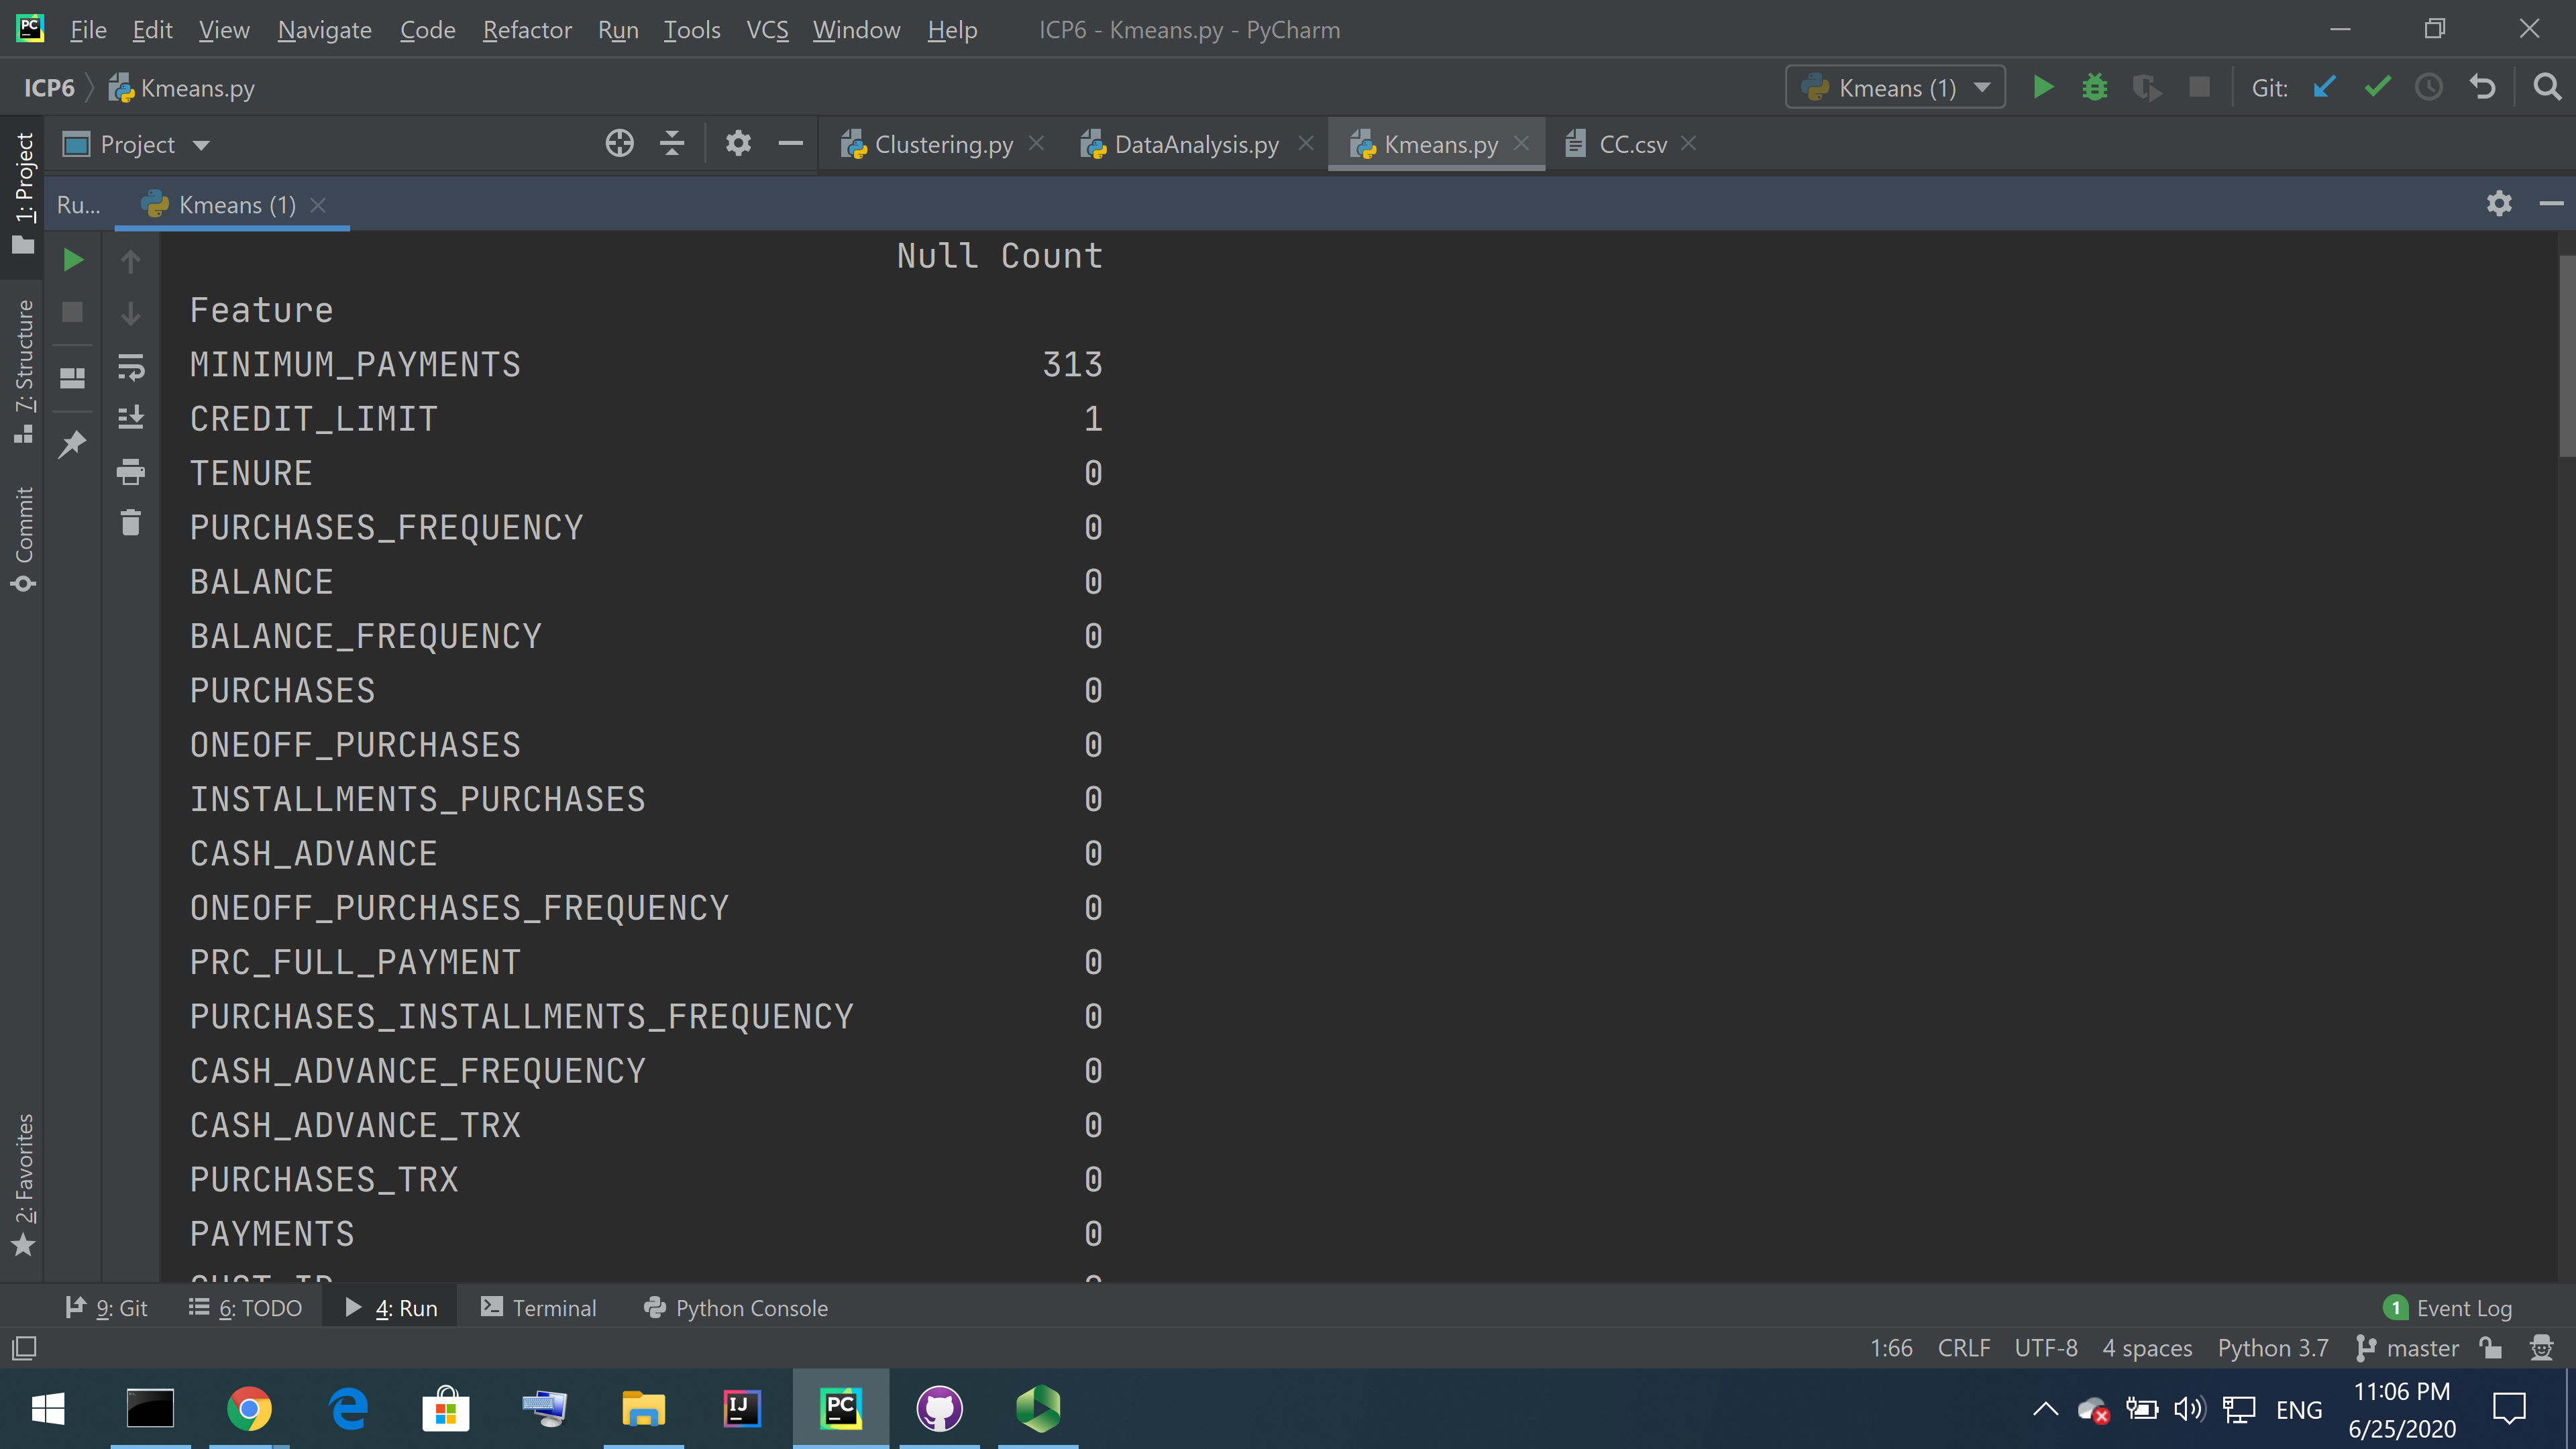 PC File Edit View Navigate Code Refactor Run Tools VCS Window Help ICP6 - Kmeans.py - PyCharm
ICP6 Kmeans.py Kmeans (1) Git:
1: Project Project Clustering.py DataAnalysis.py Kmeans.py CC.csv
Ru... Kmeans (1)
7: Structure
Commit
2: Favorites
Null Count
Feature
MINIMUM_PAYMENTS 313
CREDIT_LIMIT 1
TENURE 0
PURCHASES_FREQUENCY 0
BALANCE 0
BALANCE_FREQUENCY 0
PURCHASES 0
ONEOFF_PURCHASES 0
INSTALLMENTS_PURCHASES 0
CASH_ADVANCE 0
ONEOFF_PURCHASES_FREQUENCY 0
PRC_FULL_PAYMENT 0
PURCHASES_INSTALLMENTS_FREQUENCY 0
CASH_ADVANCE_FREQUENCY 0
CASH_ADVANCE_TRX 0
PURCHASES_TRX 0
PAYMENTS 0
9: Git 6: TODO 4: Run Terminal Python Console 1 Event Log
1:66 CRLF UTF-8 4 spaces Python 3.7 master
IJ PC ENG 11:06 PM
6/25/2020